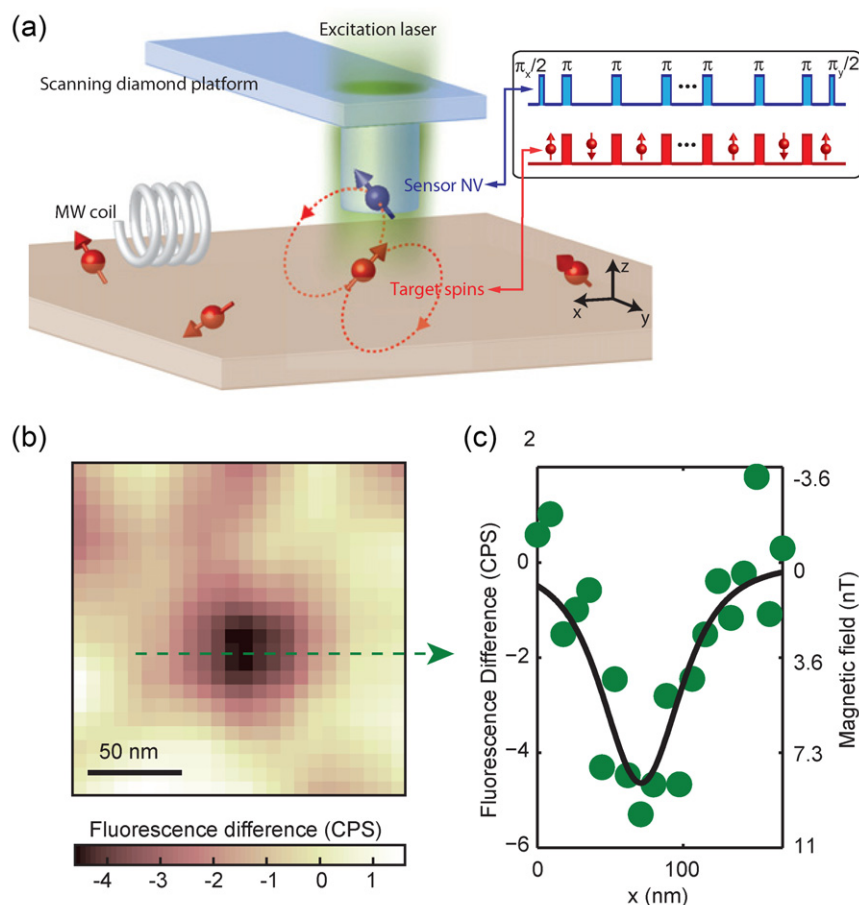 (a)
Excitation laser
Scanning diamond platform
MW coil
Sensor NV
Target spins
z
x
y
πx/2 π π π ••• π π π πy/2
•••
(b)
50 nm
Fluorescence difference (CPS)
−4 −3 −2 −1 0 1
(c)
2
0
−2
−4
−6
Fluorescence Difference (CPS)
-3.6
0
3.6
7.3
11
Magnetic field (nT)
0 100
x (nm)